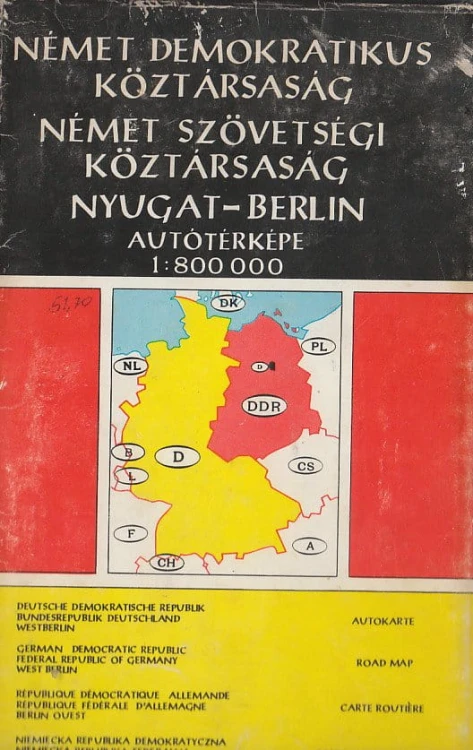 NÉMET DEMOKRATIKUS
KÖZTÁRSASÁG
NÉMET SZÖVETSÉGI
KÖZTÁRSASÁG
NYUGAT-BERLIN
AUTÓTÉRKÉPE
1:800 000
DK
PL
NL
D
DDR
B
D
L
CS
F
A
CH
DEUTSCHE DEMOKRATISCHE REPUBLIK
BUNDESREPUBLIK DEUTSCHLAND
WESTBERLIN
AUTOKARTE
GERMAN DEMOCRATIC REPUBLIC
FEDERAL REPUBLIC OF GERMANY
WEST BERLIN
ROAD MAP
RÉPUBLIQUE DÉMOCRATIQUE ALLEMANDE
RÉPUBLIQUE FÉDÉRALE D'ALLEMAGNE
BERLIN OUEST
CARTE ROUTIÈRE
NIEMIECKA REPUBLIKA DEMOKRATYCZNA